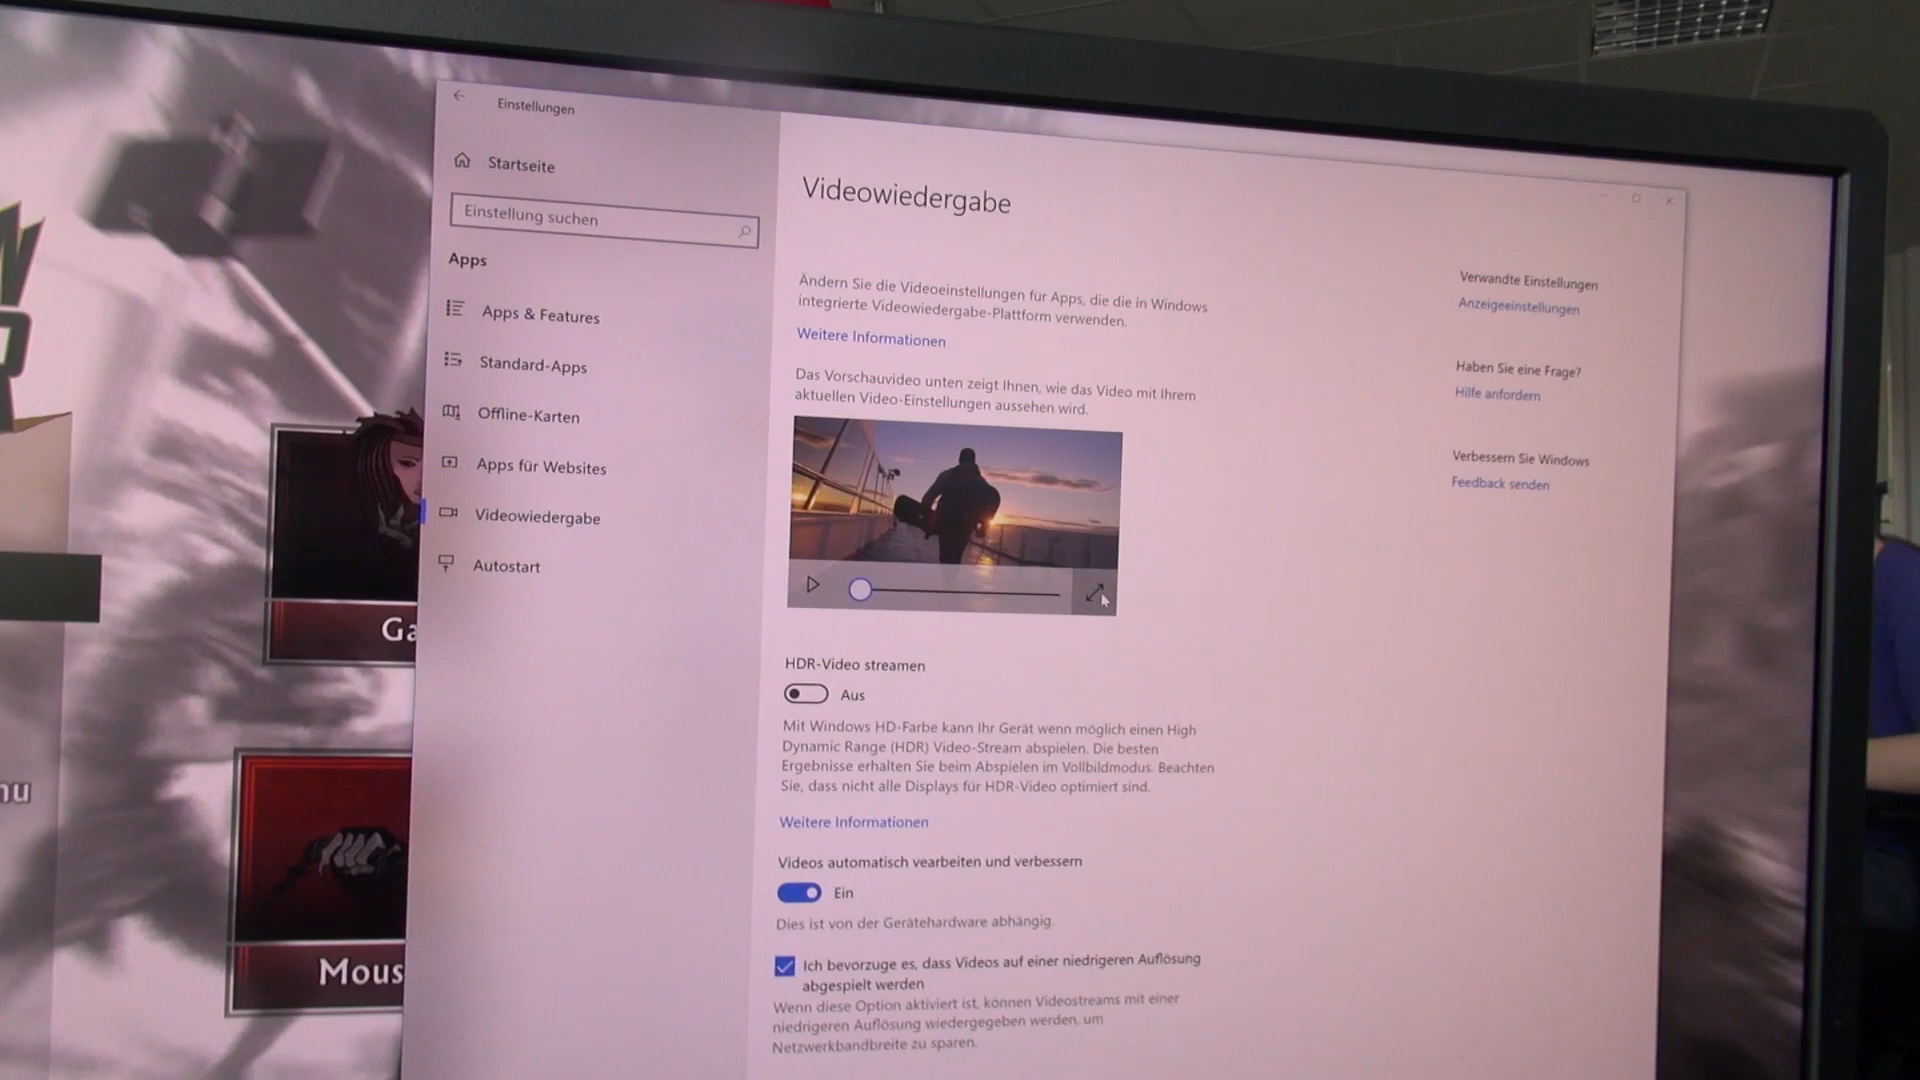 Einstellungen
Startseite
Einstellung suchen
Apps
Apps & Features
Standard-Apps
Offline-Karten
Apps für Websites
Videowiedergabe
Autostart
Videowiedergabe
Ändern Sie die Videoeinstellungen für Apps, die die in Windows
integrierte Videowiedergabe-Plattform verwenden.
Weitere Informationen
Das Vorschauvideo unten zeigt Ihnen, wie das Video mit Ihrem
aktuellen Video-Einstellungen aussehen wird.
HDR-Video streamen
Aus
Mit Windows HD-Farbe kann Ihr Gerät wenn möglich einen High
Dynamic Range (HDR) Video-Stream abspielen. Die besten
Ergebnisse erhalten Sie beim Abspielen im Vollbildmodus. Beachten
Sie, dass nicht alle Displays für HDR-Video optimiert sind.
Weitere Informationen
Videos automatisch vearbeiten und verbessern
Ein
Dies ist von der Gerätehardware abhängig.
Ich bevorzuge es, dass Videos auf einer niedrigeren Auflösung
abgespielt werden
Wenn diese Option aktiviert ist, können Videostreams mit einer
niedrigeren Auflösung wiedergegeben werden, um
Netzwerkbandbreite zu sparen.
Verwandte Einstellungen
Anzeigeeinstellungen
Haben Sie eine Frage?
Hilfe anfordern
Verbessern Sie Windows
Feedback senden
Ga
Mous
nu